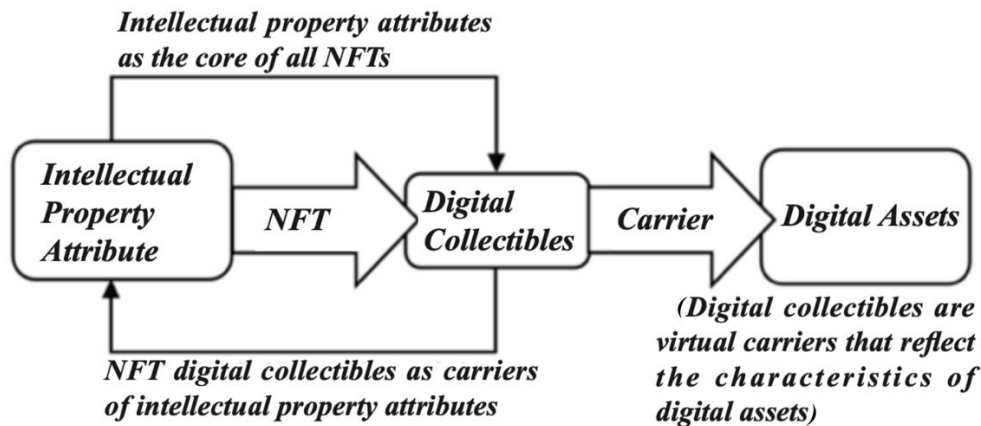 Intellectual property attributes
as the core of all NFTs
Intellectual
Property
Attribute
NFT
Digital
Collectibles
Carrier
Digital Assets
NFT digital collectibles as carriers
of intellectual property attributes
(Digital collectibles are
virtual carriers that reflect
the characteristics of
digital assets)